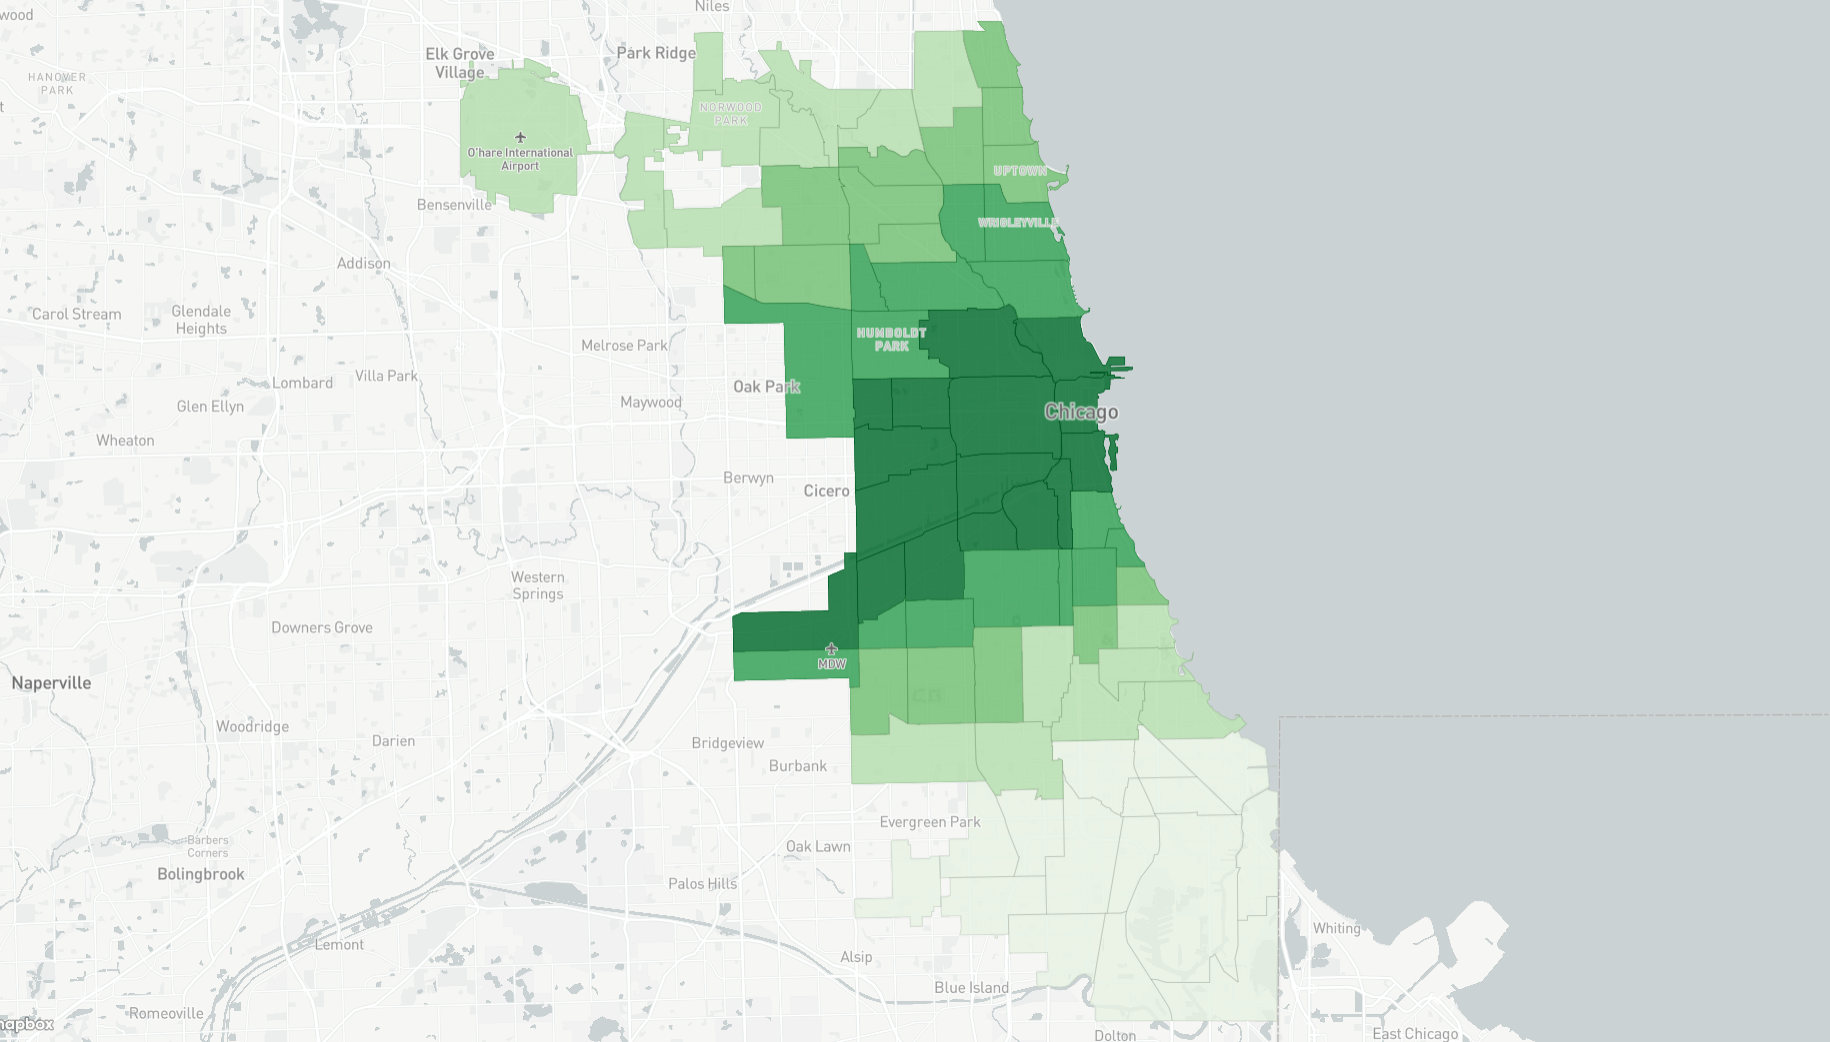 wood
Niles
Elk Grove
Village
Park Ridge
HANOVER
PARK
t
NORWOOD
PARK
O'hare International
Airport
UPTOWN
Bensenville
WRIGLEYVILLE
Addison
Carol Stream
Glendale
Heights
HUMBOLDT
PARK
Melrose Park
Villa Park
Lombard
Oak Park
Maywood
Glen Ellyn
Chicago
Wheaton
Berwyn
Cicero
Western
Springs
Downers Grove
MDW
Naperville
Woodridge
Darien
Bridgeview
Burbank
Evergreen Park
Barbers
Corners
Oak Lawn
Bolingbrook
Palos Hills
Whiting
Lemont
Alsip
Blue Island
Romeoville
mapbox
Dolton
East Chicago